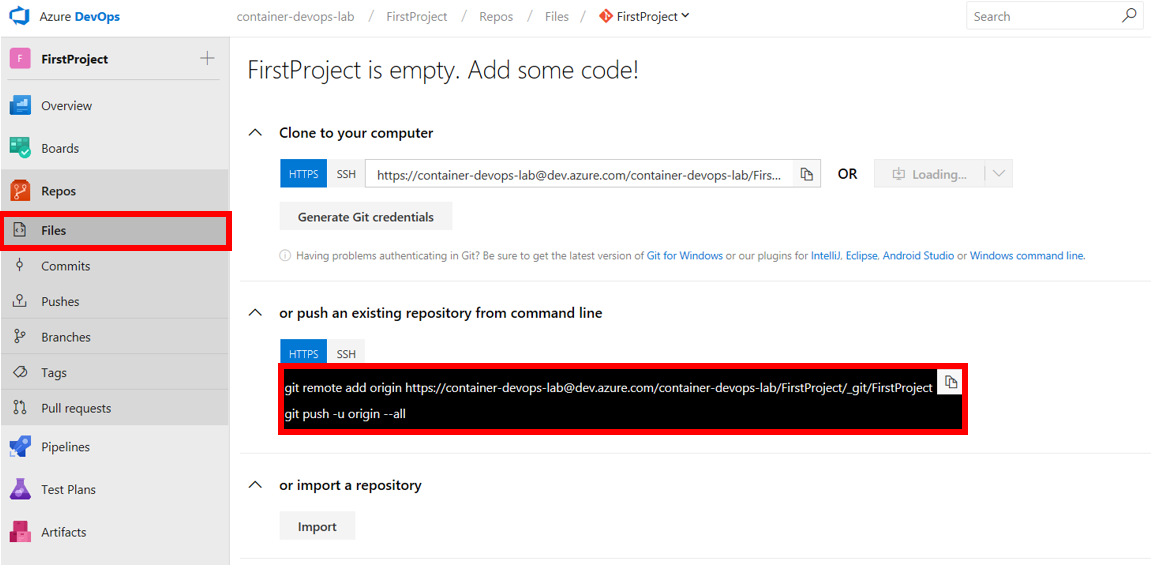 Azure DevOps
container-devops-lab / FirstProject / Repos / Files / FirstProject
Search
F FirstProject
Overview
Boards
Repos
Files
Commits
Pushes
Branches
Tags
Pull requests
Pipelines
Test Plans
Artifacts
FirstProject is empty. Add some code!
Clone to your computer
HTTPS SSH https://container-devops-lab@dev.azure.com/container-devops-lab/Firs... OR Loading...
Generate Git credentials
Having problems authenticating in Git? Be sure to get the latest version of Git for Windows or our plugins for IntelliJ, Eclipse, Android Studio or Windows command line.
or push an existing repository from command line
HTTPS SSH
git remote add origin https://container-devops-lab@dev.azure.com/container-devops-lab/FirstProject/_git/FirstProject
git push -u origin --all
or import a repository
Import